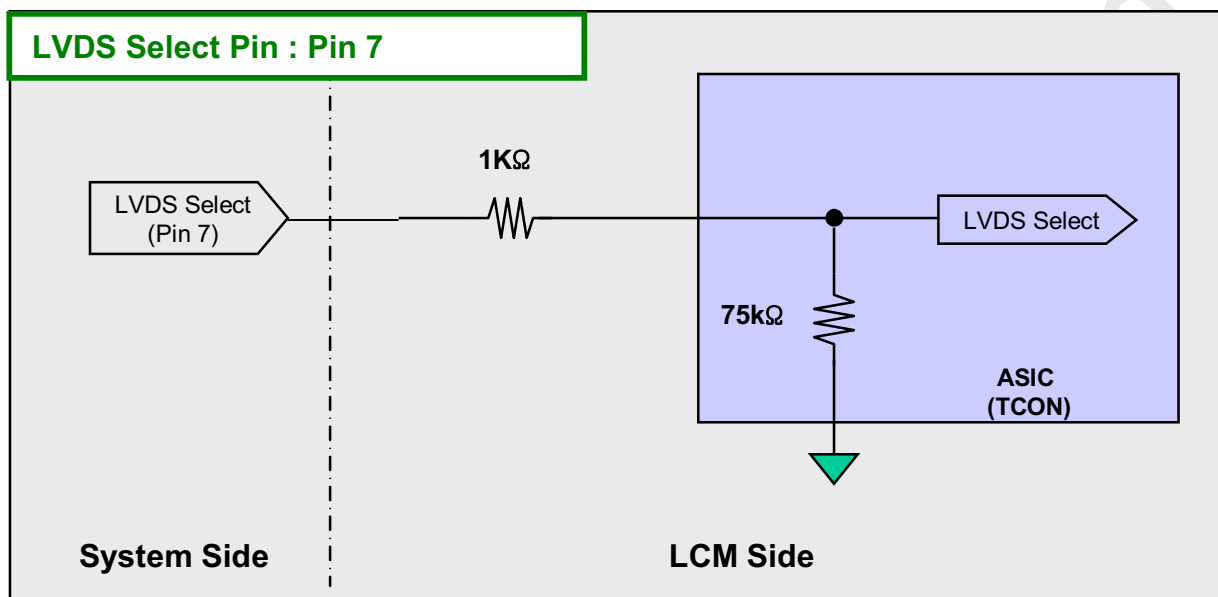 LVDS Select Pin : Pin 7
1KΩ
LVDS Select
(Pin 7)
LVDS Select
75kΩ
ASIC
(TCON)
System Side
LCM Side